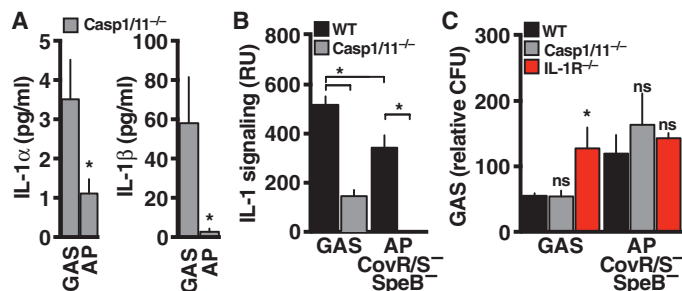 A
Casp1/11−/−
IL-1α (pg/ml)
5
4
3
2
1
0
*
GAS
AP
IL-1β (pg/ml)
100
80
60
40
20
0
*
GAS
AP
B
WT
Casp1/11−/−
IL-1 signaling (RU)
800
600
400
200
0
*
*
GAS
AP
CovR/S−
SpeB−
C
WT
Casp1/11−/−
IL-1R−/−
GAS (relative CFU)
300
200
100
0
ns
*
ns
ns
GAS
AP
CovR/S−
SpeB−